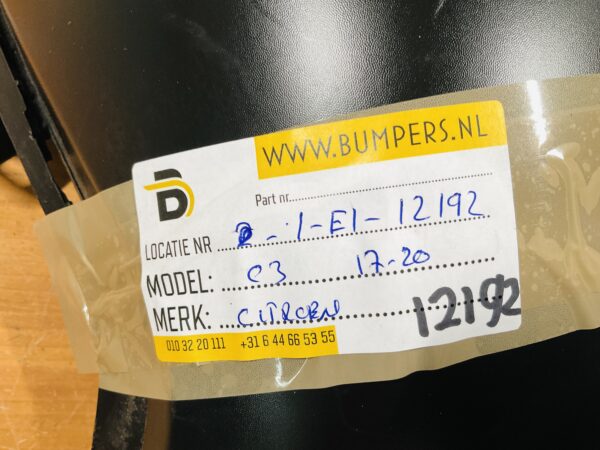 WWW.BUMPERS.NL
Part nr.
LOCATIE NR 2-1-E1-12192
MODEL: C3 17-20
MERK: CITROEN
12192
010 32 20 111 +31 6 44 66 53 55